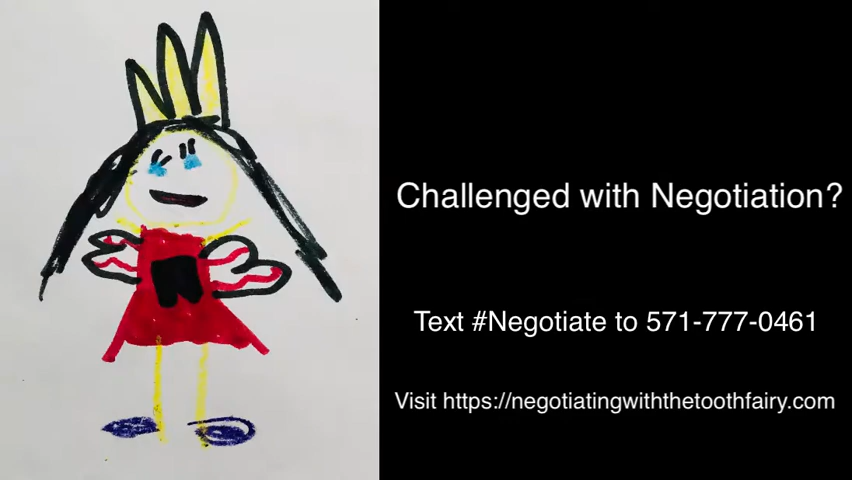 Challenged with Negotiation?
Text #Negotiate to 571-777-0461
Visit https://negotiatingwiththetoothfairy.com